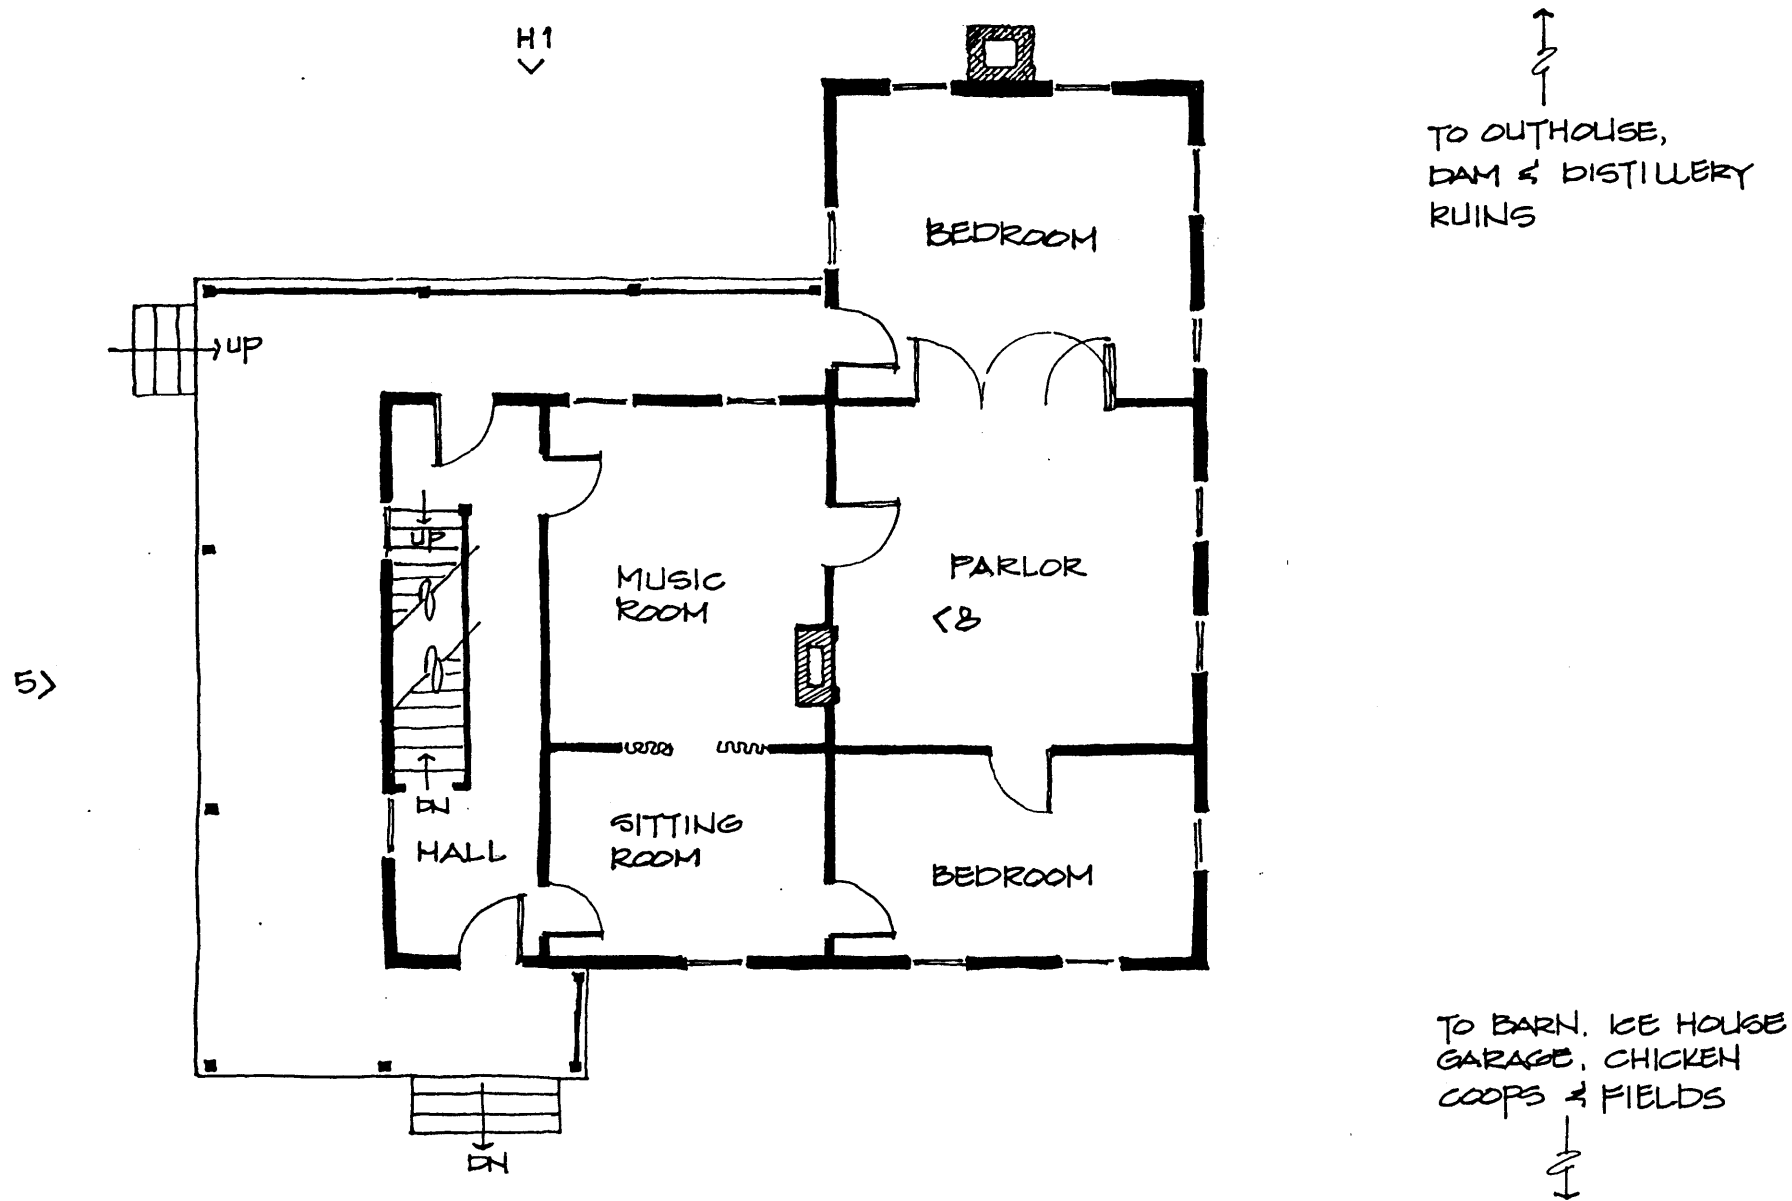 H1
TO OUTHOUSE,
DAM & DISTILLERY
RUINS
BEDROOM
UP
UP
MUSIC
ROOM
PARLOR
<8
5>
DN
HALL
SITTING
ROOM
BEDROOM
TO BARN, ICE HOUSE
GARAGE, CHICKEN
COOPS & FIELDS
DN